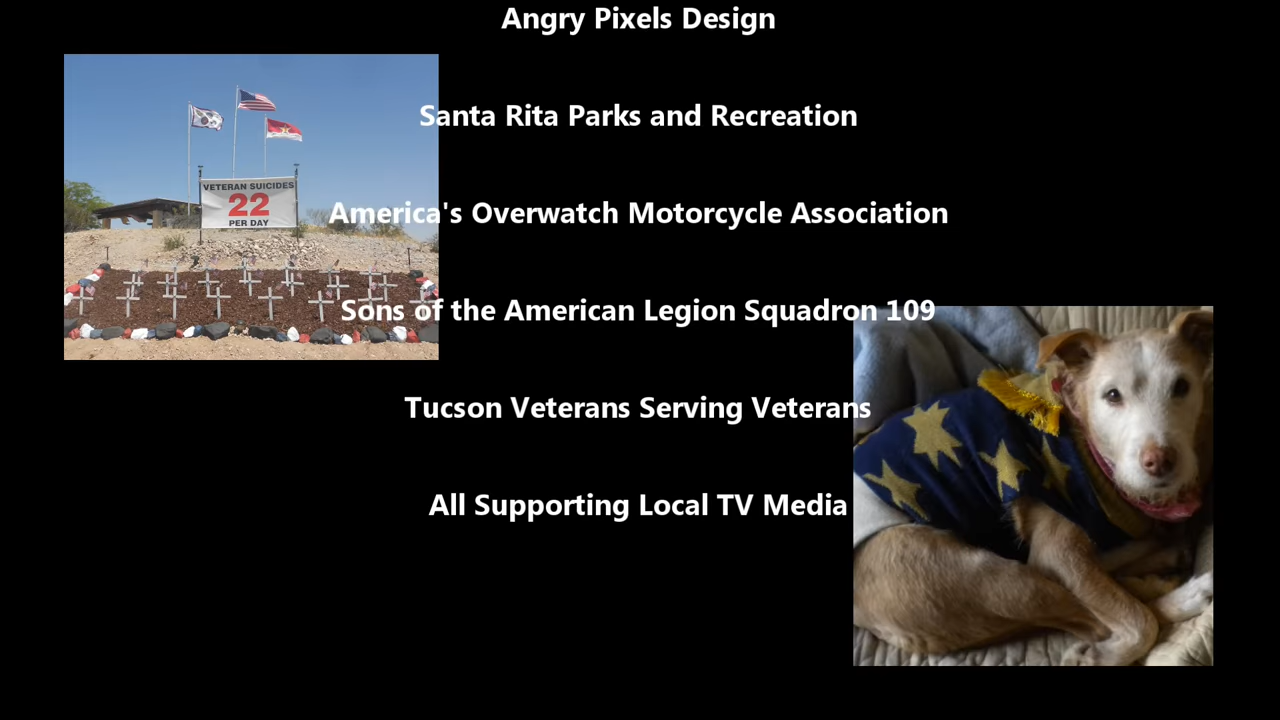 Angry Pixels Design
Santa Rita Parks and Recreation
VETERAN SUICIDES
22
PER DAY
America's Overwatch Motorcycle Association
Sons of the American Legion Squadron 109
Tucson Veterans Serving Veterans
All Supporting Local TV Media